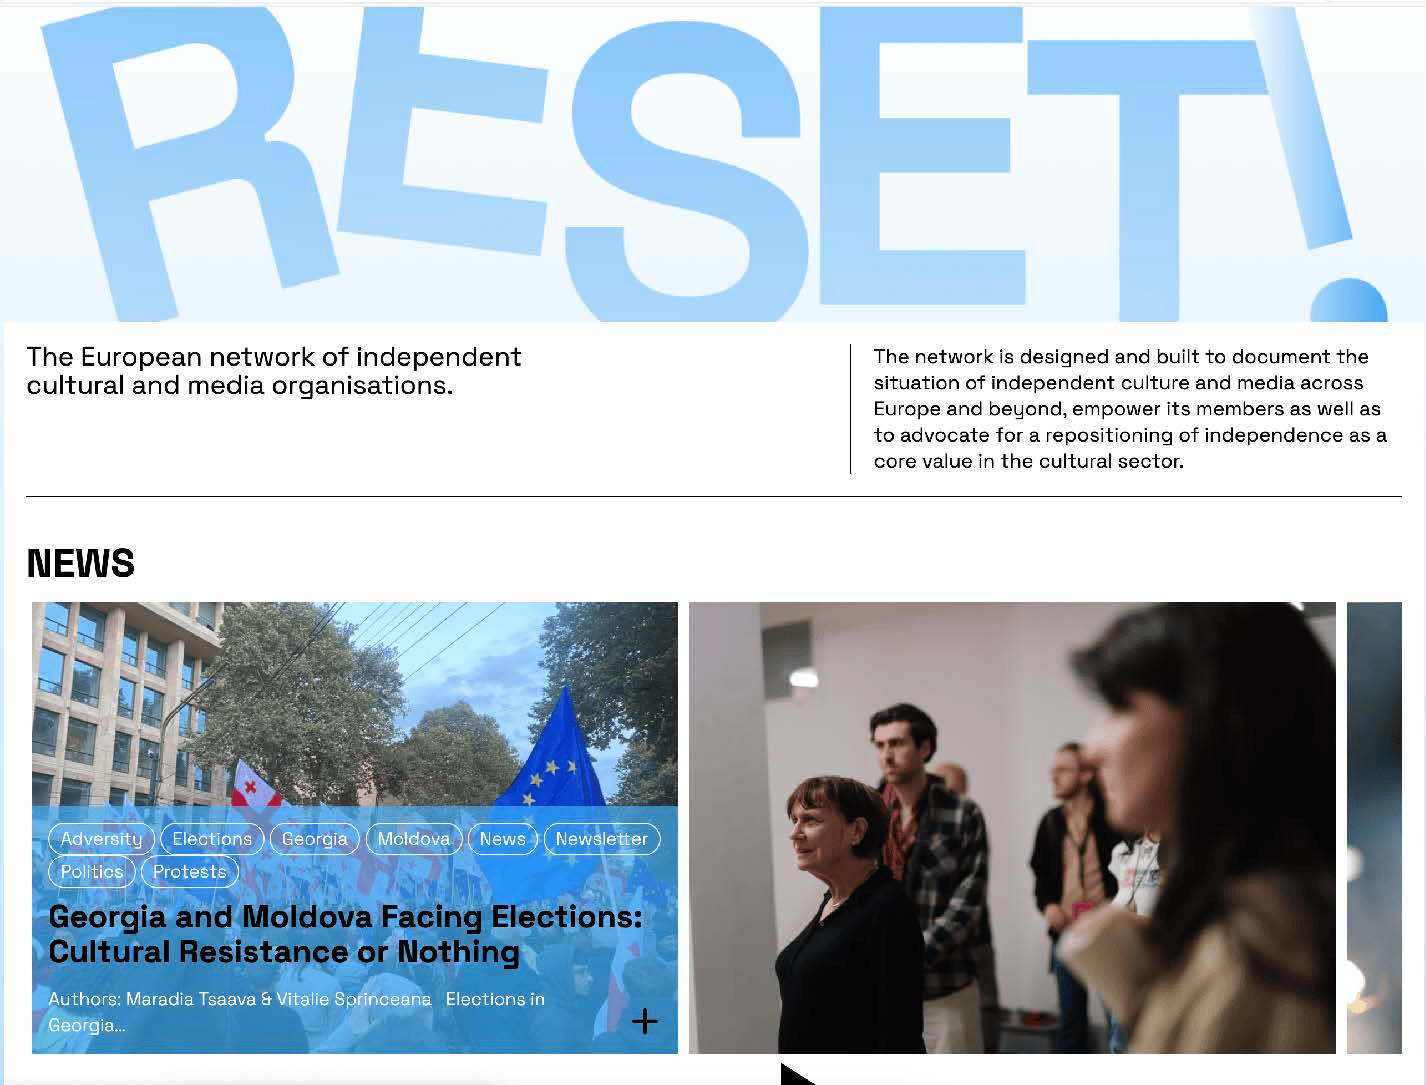 RESET!
The European network of independent
cultural and media organisations.
The network is designed and built to document the
situation of independent culture and media across
Europe and beyond, empower its members as well as
to advocate for a repositioning of independence as a
core value in the cultural sector.
NEWS
Adversity Elections Georgia Moldova News Newsletter
Politics Protests
Georgia and Moldova Facing Elections:
Cultural Resistance or Nothing
Authors: Maradia Tsaava & Vitalie Sprinceana Elections in
Georgia...
+